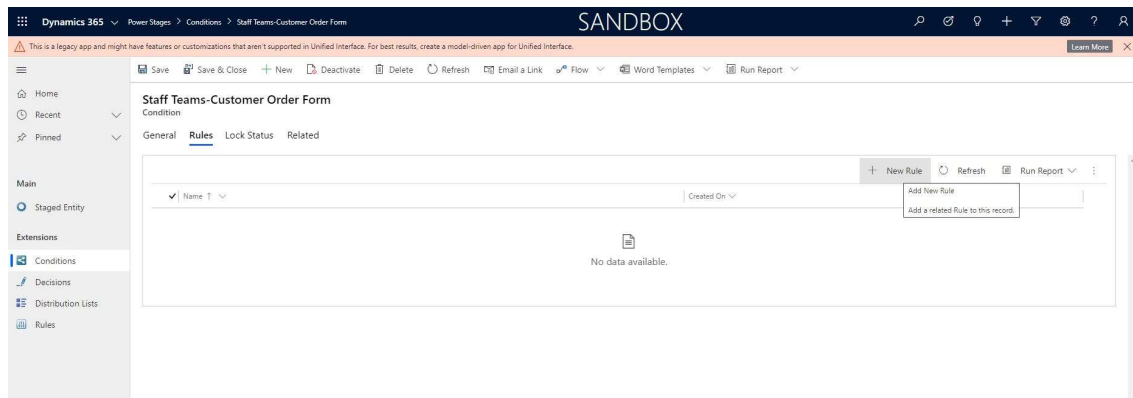 Dynamics 365 Power Stages > Conditions > Staff Teams-Customer Order Form SANDBOX
This is a legacy app and might have features or customizations that aren't supported in Unified Interface. For best results, create a model-driven app for Unified Interface. Learn More
Save Save & Close New Deactivate Delete Refresh Email a Link Flow Word Templates Run Report
Home
Recent
Pinned
Main
Staged Entity
Extensions
Conditions
Decisions
Distribution Lists
Rules
Staff Teams-Customer Order Form
Condition
General Rules Lock Status Related
New Rule Refresh Run Report
Name Created On
Add New Rule
Add a related Rule to this record.
No data available.